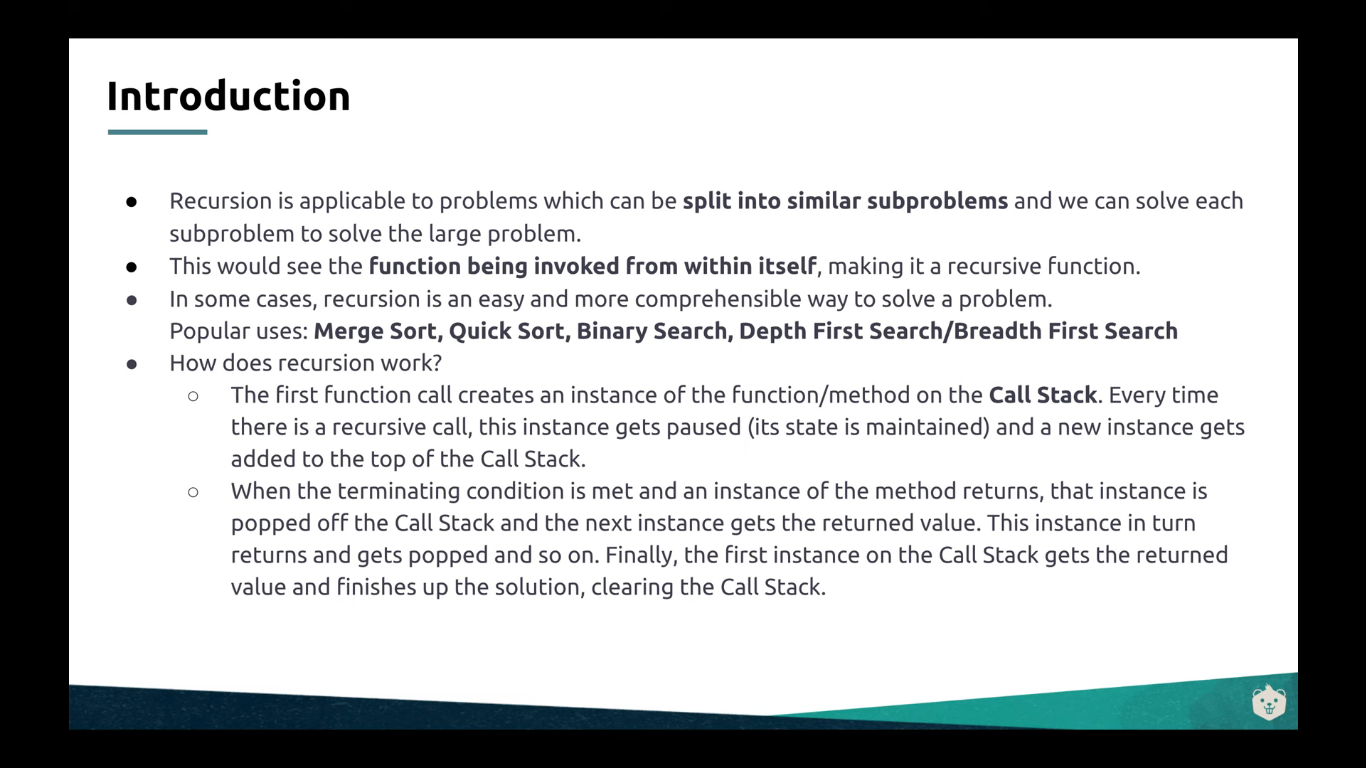 Introduction
● Recursion is applicable to problems which can be split into similar subproblems and we can solve each
subproblem to solve the large problem.
● This would see the function being invoked from within itself, making it a recursive function.
● In some cases, recursion is an easy and more comprehensible way to solve a problem.
Popular uses: Merge Sort, Quick Sort, Binary Search, Depth First Search/Breadth First Search
● How does recursion work?
○ The first function call creates an instance of the function/method on the Call Stack. Every time
there is a recursive call, this instance gets paused (its state is maintained) and a new instance gets
added to the top of the Call Stack.
○ When the terminating condition is met and an instance of the method returns, that instance is
popped off the Call Stack and the next instance gets the returned value. This instance in turn
returns and gets popped and so on. Finally, the first instance on the Call Stack gets the returned
value and finishes up the solution, clearing the Call Stack.